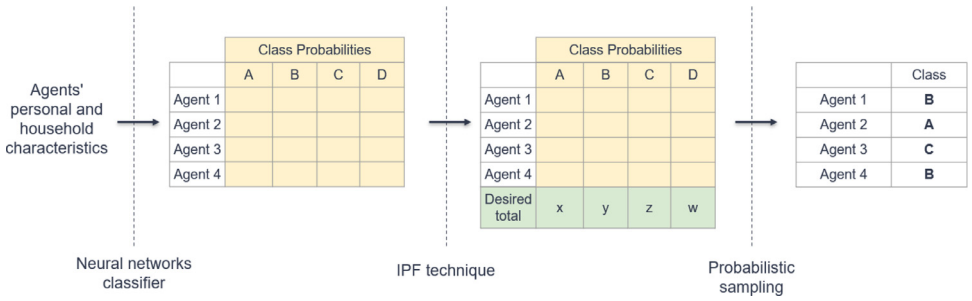 Agents'
personal and
household
characteristics
Class Probabilities
A B C D
Agent 1
Agent 2
Agent 3
Agent 4
Class Probabilities
A B C D
Agent 1
Agent 2
Agent 3
Agent 4
Desired
total
x y z w
Class
Agent 1 B
Agent 2 A
Agent 3 C
Agent 4 B
Neural networks
classifier
IPF technique
Probabilistic
sampling